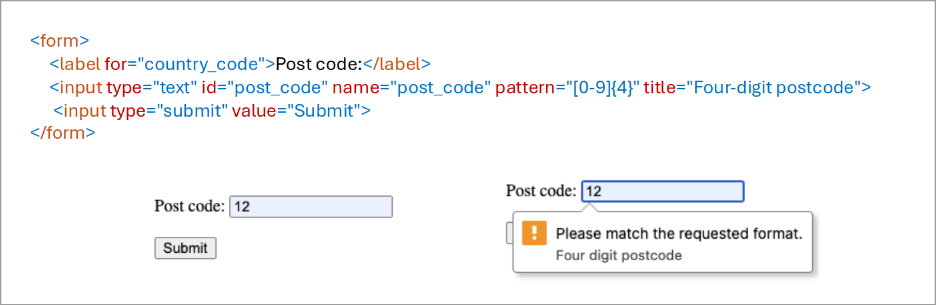 <form>
<label for="country_code">Post code:</label>
<input type="text" id="post_code" name="post_code" pattern="[0-9]{4}" title="Four-digit postcode">
<input type="submit" value="Submit">
</form>
Post code: 12
Submit
Post code: 12
Please match the requested format.
Four digit postcode